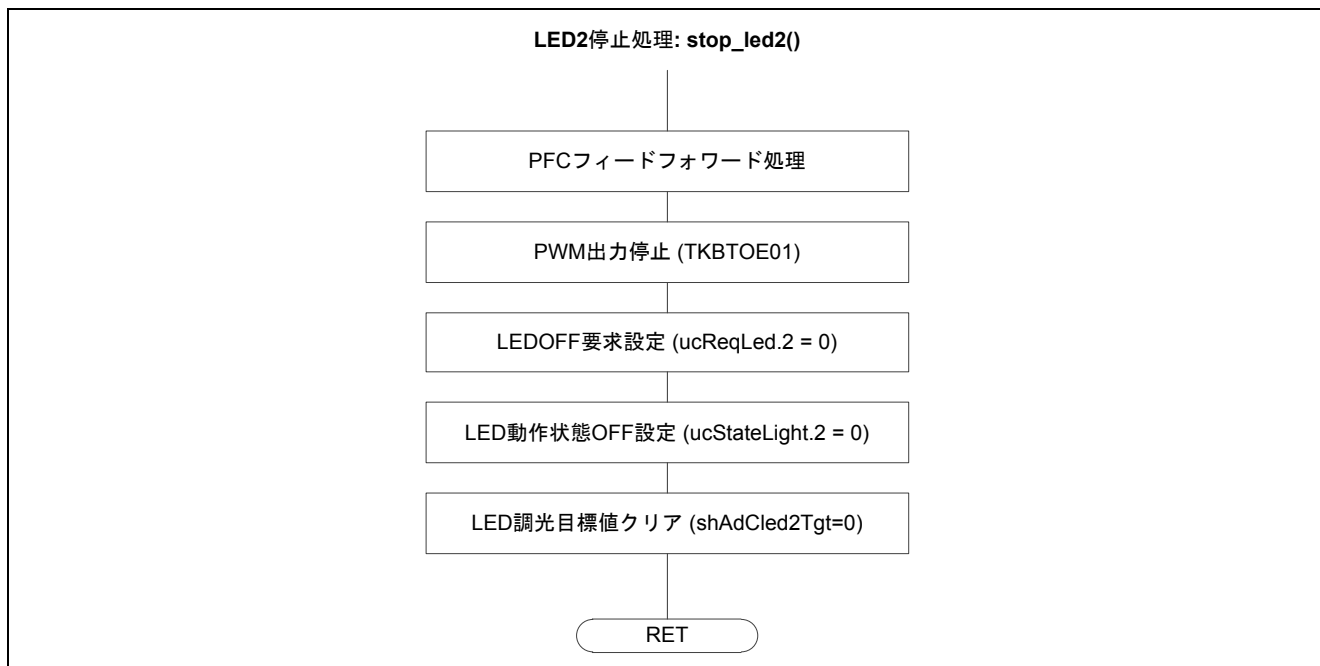 LED2停止処理: stop_led2()
PFCフィードフォワード処理
PWM出力停止 (TKBTOE01)
LEDOFF要求設定 (ucReqLed.2 = 0)
LED動作状態OFF設定 (ucStateLight.2 = 0)
LED調光目標値クリア (shAdCled2Tgt=0)
RET